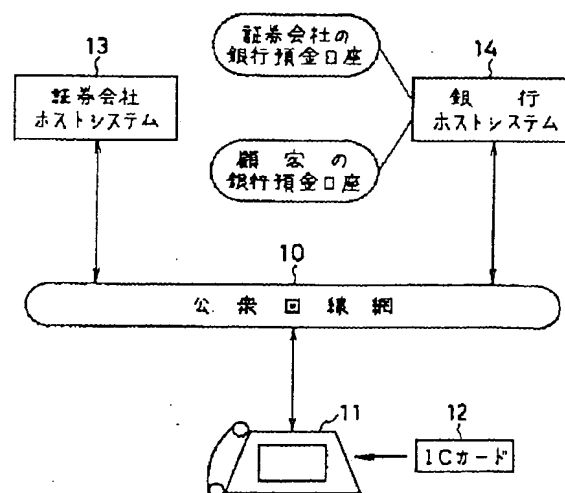 13
証券会社
ホストシステム
証券会社の
銀行預金口座
14
銀行
ホストシステム
顧客の
銀行預金口座
10
公衆回線網
11
12
ICカード